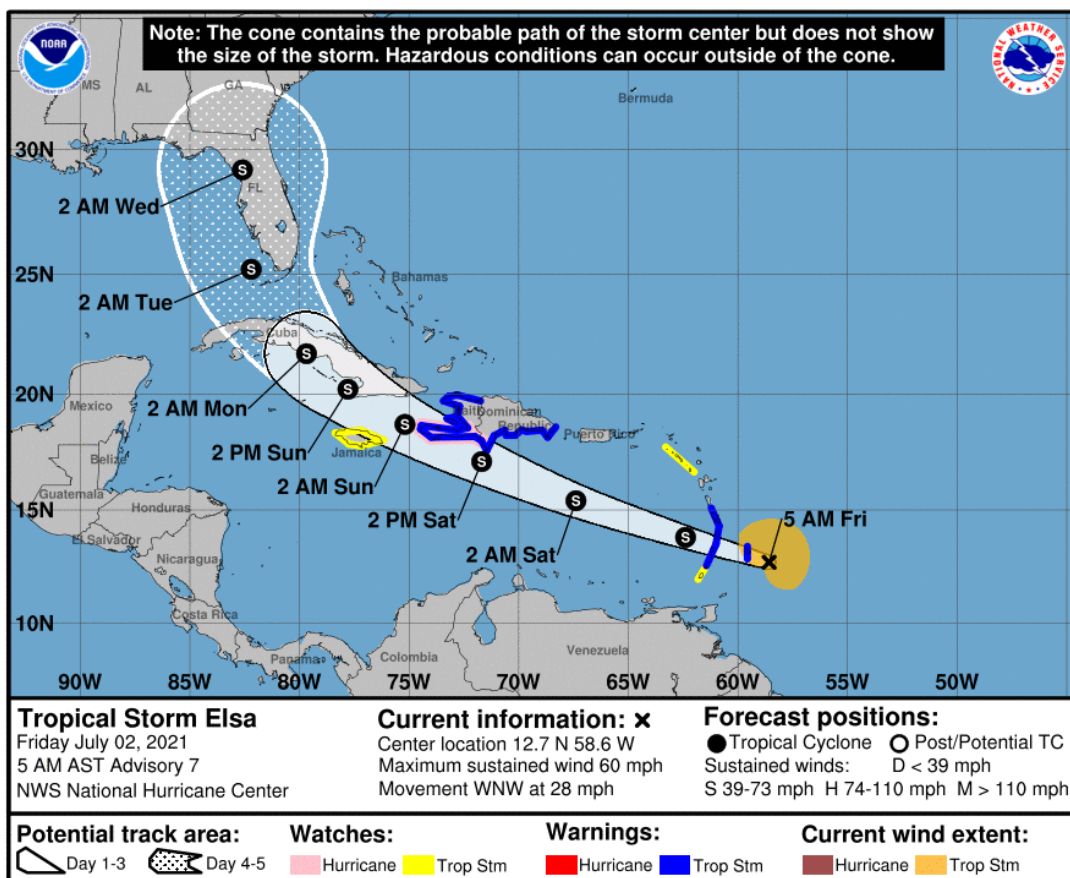 Note: The cone contains the probable path of the storm center but does not show
the size of the storm. Hazardous conditions can occur outside of the cone.
NOAA
NATIONAL WEATHER SERVICE
MS
AL
GA
Bermuda
30N
FL
2 AM Wed
25N
Bahamas
2 AM Tue
Cuba
20N
Mexico
2 AM Mon
Haiti
Dominican
Republic
Puerto Rico
2 PM Sun
Jamaica
Belize
2 AM Sun
Guatemala
Honduras
15N
2 PM Sat
5 AM Fri
El Salvador
2 AM Sat
Nicaragua
Costa Rica
10N
Panama
Colombia
Venezuela
90W 85W 80W 75W 70W 65W 60W 55W 50W
S
S
S
S
S
S
S
S
Tropical Storm Elsa
Friday July 02, 2021
5 AM AST Advisory 7
NWS National Hurricane Center
Current information: x
Center location 12.7 N 58.6 W
Maximum sustained wind 60 mph
Movement WNW at 28 mph
Forecast positions:
Tropical Cyclone Post/Potential TC
Sustained winds: D < 39 mph
S 39-73 mph H 74-110 mph M > 110 mph
Potential track area:
Day 1-3 Day 4-5
Watches:
Hurricane Trop Stm
Warnings:
Hurricane Trop Stm
Current wind extent:
Hurricane Trop Stm